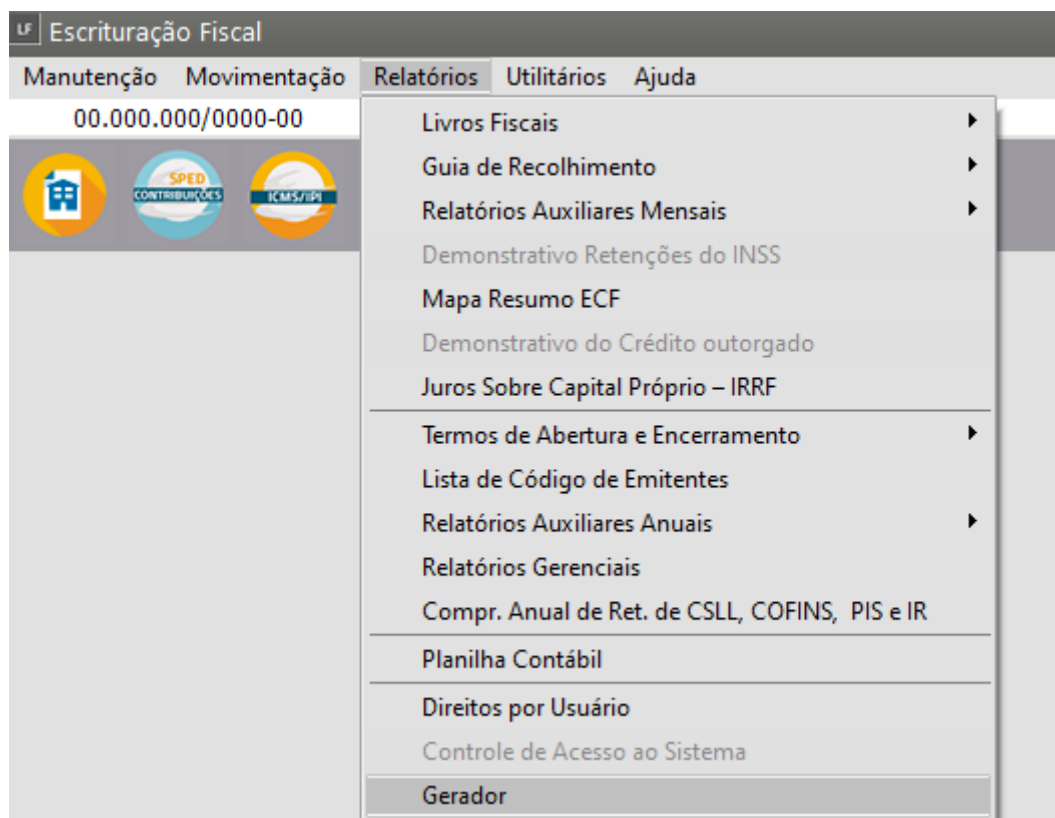 LF Escrituração Fiscal
Manutenção Movimentação Relatórios Utilitários Ajuda
00.000.000/0000-00
SPED
CONTRIBUIÇÕES
ICMS/IPI
Livros Fiscais
Guia de Recolhimento
Relatórios Auxiliares Mensais
Demonstrativo Retenções do INSS
Mapa Resumo ECF
Demonstrativo do Crédito outorgado
Juros Sobre Capital Próprio – IRRF
Termos de Abertura e Encerramento
Lista de Código de Emitentes
Relatórios Auxiliares Anuais
Relatórios Gerenciais
Compr. Anual de Ret. de CSLL, COFINS, PIS e IR
Planilha Contábil
Direitos por Usuário
Controle de Acesso ao Sistema
Gerador